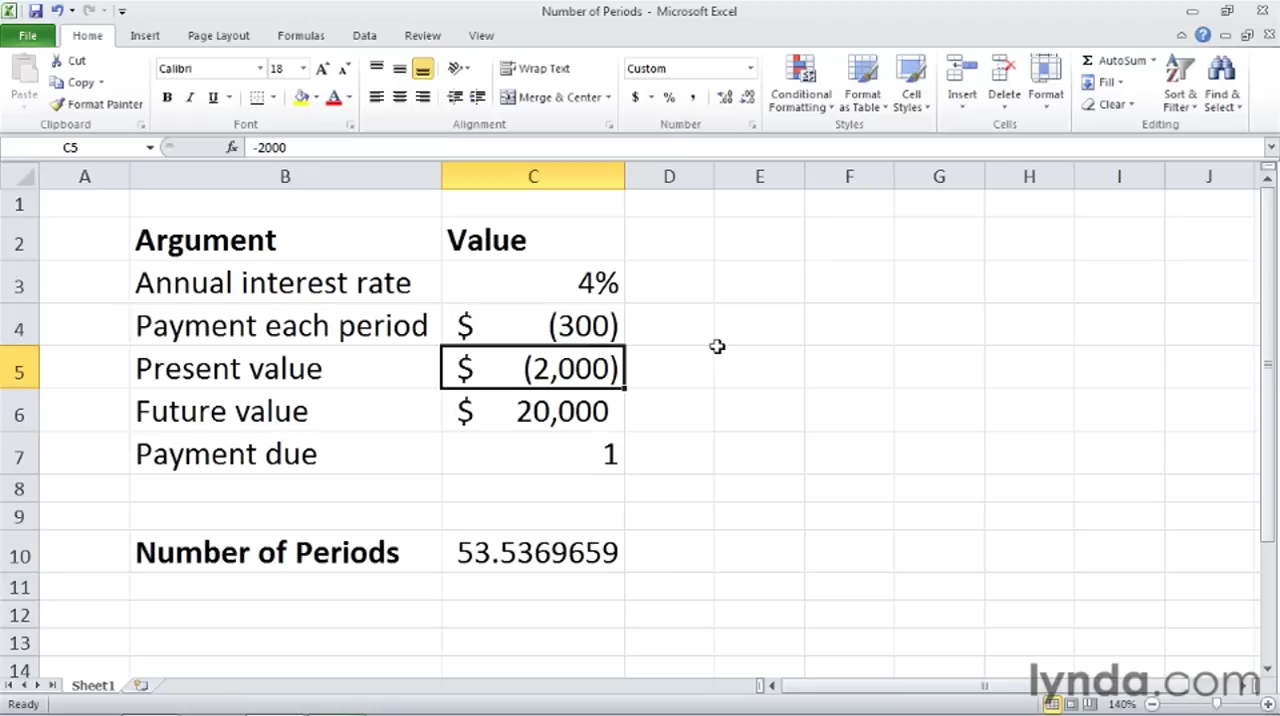 Number of Periods - Microsoft Excel
File Home Insert Page Layout Formulas Data Review View
Paste
Cut
Copy
Format Painter
Clipboard
Calibri 18 A A
B I U A
Font
Wrap Text
Merge & Center
Alignment
Custom
$ % ,
Number
Conditional Formatting
Format as Table
Cell Styles
Styles
Insert Delete Format
Cells
Σ AutoSum
Fill
Clear
Sort & Filter
Find & Select
Editing
C5 fx -2000
A B C D E F G H I J
1
2 Argument Value
3 Annual interest rate 4%
4 Payment each period $ (300)
5 Present value $ (2,000)
6 Future value $ 20,000
7 Payment due 1
8
9
10 Number of Periods 53.5369659
11
12
13
14
Sheet1
lynda.com
Ready 140%